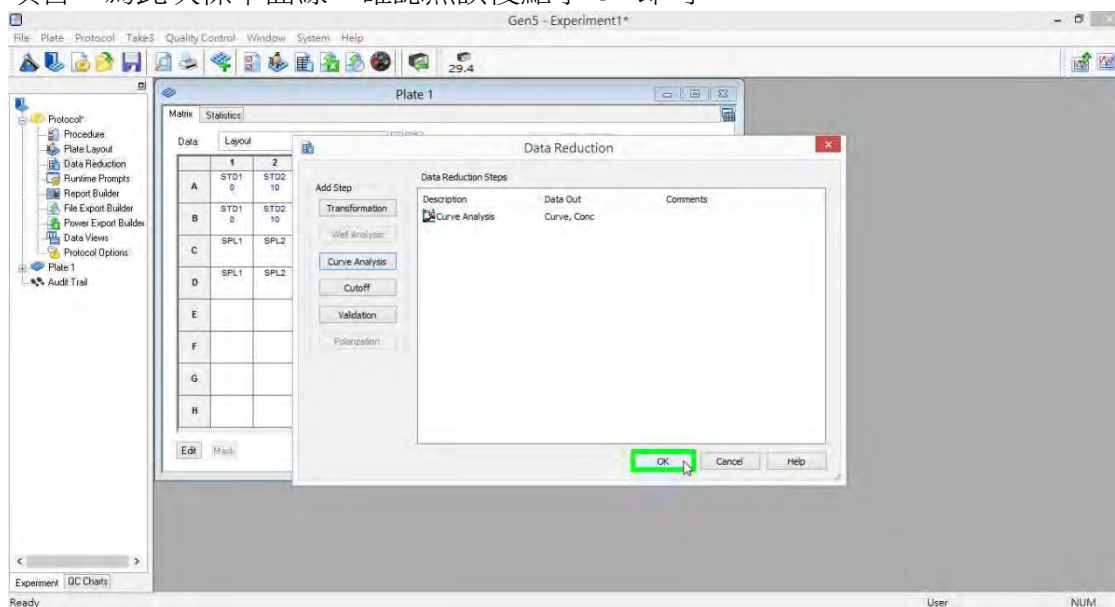 Gen5 - Experiment1*
File Plate Protocol Take3 Quality Control Window System Help
29.4
Plate 1
Protocol*
Procedure
Plate Layout
Data Reduction
Runtime Prompts
Report Builder
File Export Builder
Power Export Builder
Data Views
Protocol Options
Plate 1
Audit Trail
Matrix Statistics
Data: Layout
1 2
A STD1 STD2
0 10
B STD1 STD2
0 10
C SPL1 SPL2
D SPL1 SPL2
E
F
G
H
Edit Mask
Data Reduction
Add Step
Transformation
Well Analysis
Curve Analysis
Cutoff
Validation
Polarization
Data Reduction Steps
Description Data Out Comments
Curve Analysis Curve, Conc
OK Cancel Help
Experiment QC Charts
Ready User NUM